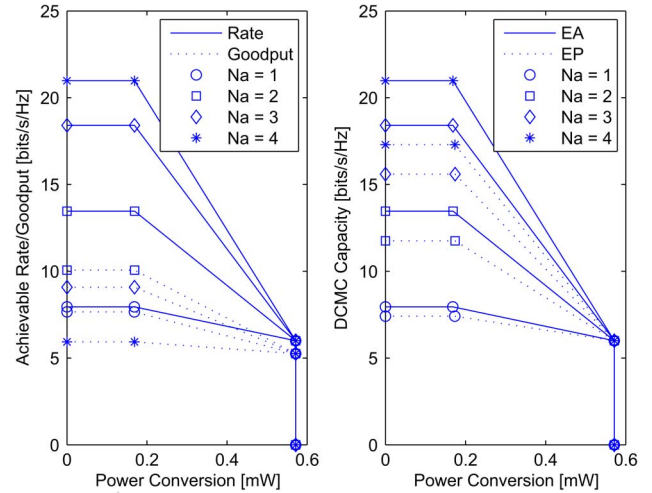 Achievable Rate/Goodput [bits/s/Hz]
25
20
15
10
5
0
0 0.2 0.4 0.6
Power Conversion [mW]
Rate
Goodput
Na = 1
Na = 2
Na = 3
Na = 4
DCMC Capacity [bits/s/Hz]
25
20
15
10
5
0
0 0.2 0.4 0.6
Power Conversion [mW]
EA
EP
Na = 1
Na = 2
Na = 3
Na = 4